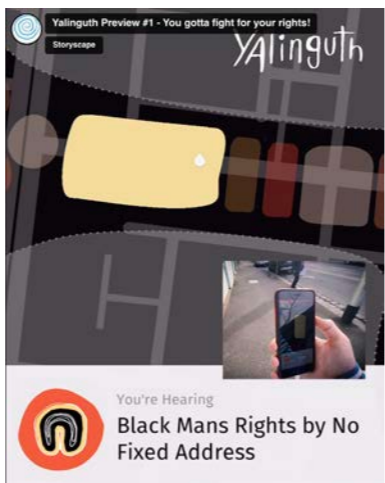 Yalinguth Preview #1 - You gotta fight for your rights!
Storyscape
YAlinguth
You're Hearing
Black Mans Rights by No
Fixed Address